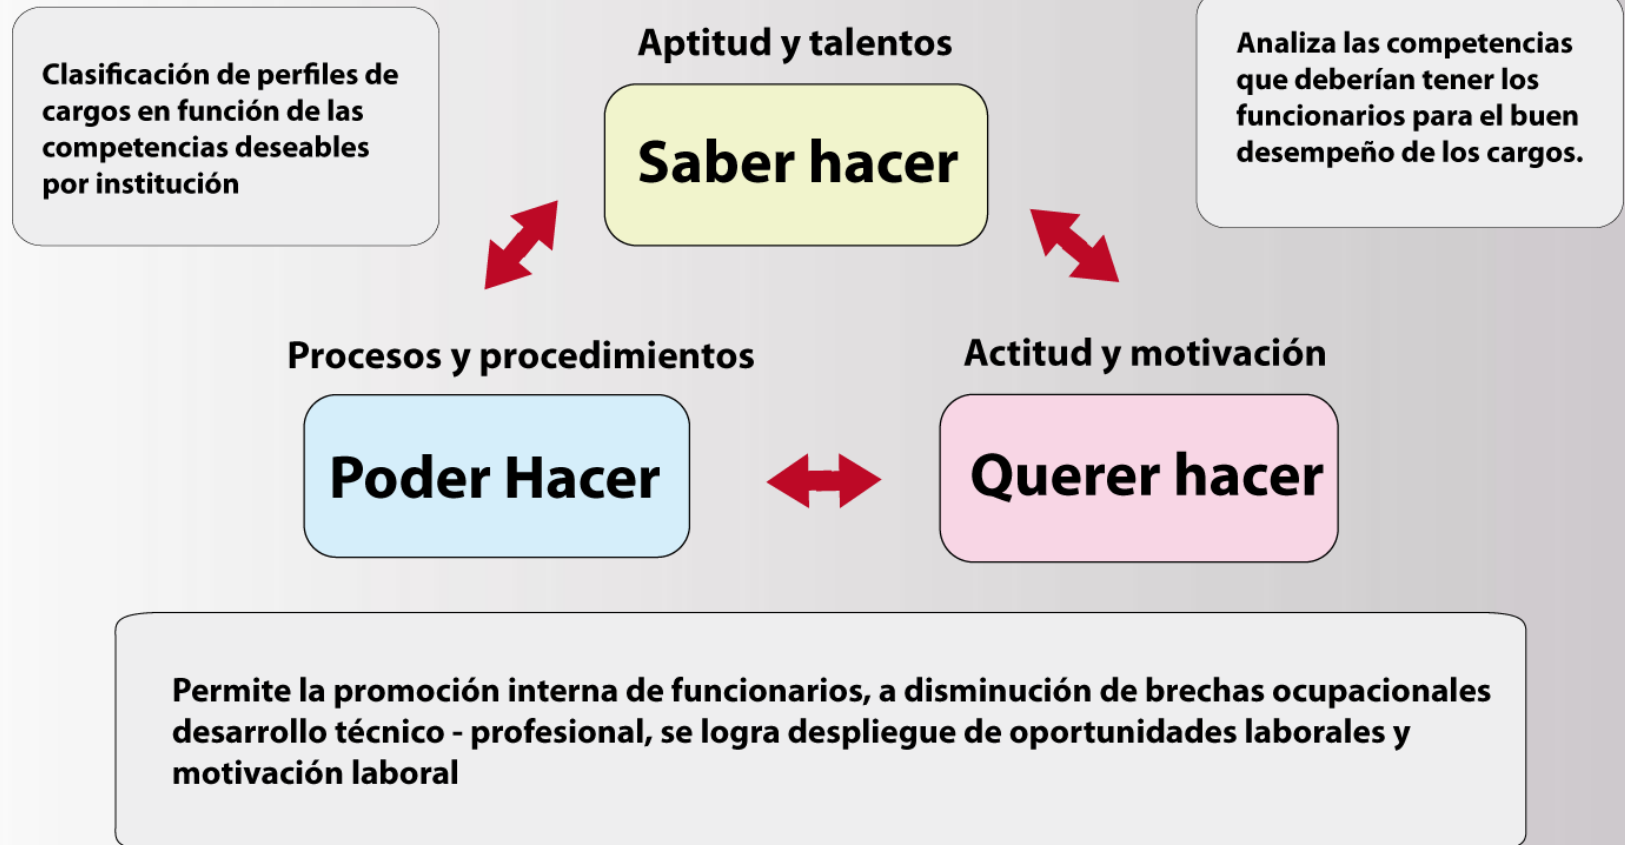 Clasificación de perfiles de
cargos en función de las
competencias deseables
por institución
Aptitud y talentos
Saber hacer
Analiza las competencias
que deberían tener los
funcionarios para el buen
desempeño de los cargos.
Procesos y procedimientos
Poder Hacer
Actitud y motivación
Querer hacer
Permite la promoción interna de funcionarios, a disminución de brechas ocupacionales
desarrollo técnico - profesional, se logra despliegue de oportunidades laborales y
motivación laboral